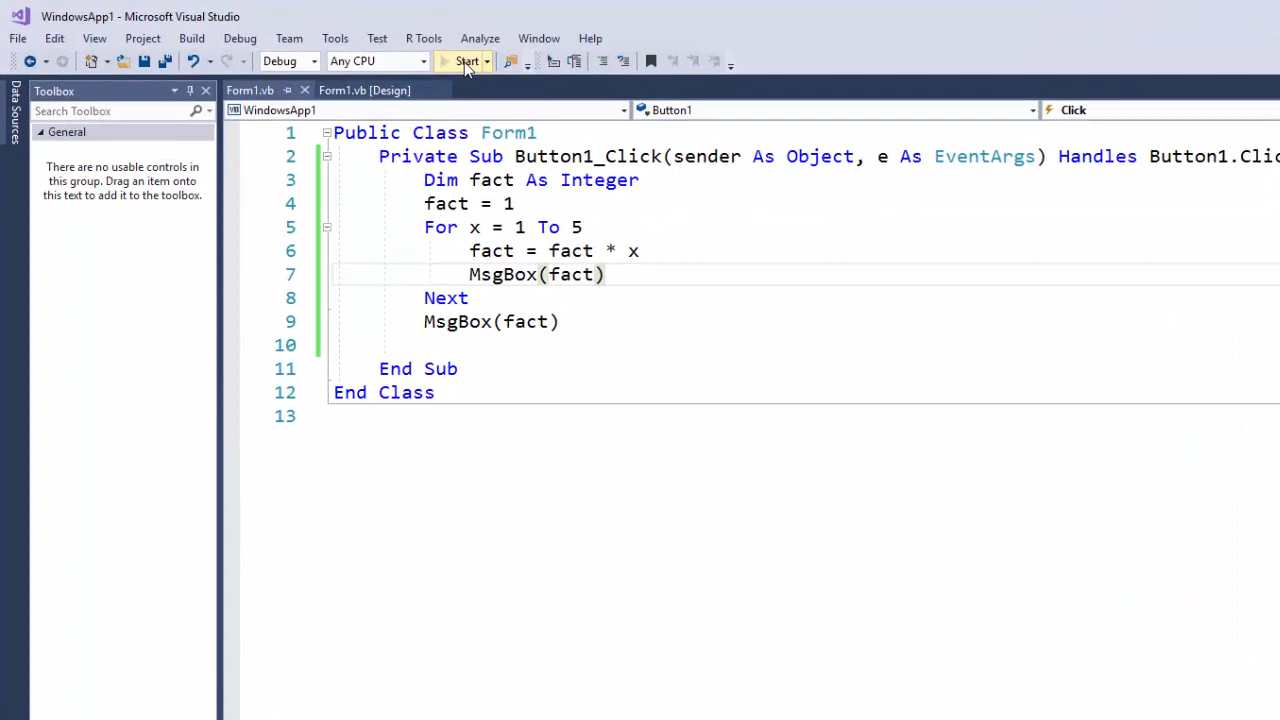 WindowsApp1 - Microsoft Visual Studio
File Edit View Project Build Debug Team Tools Test R Tools Analyze Window Help
Debug Any CPU Start
Data Sources
Toolbox
Search Toolbox
General
There are no usable controls in
this group. Drag an item onto
this text to add it to the toolbox.
Form1.vb Form1.vb [Design]
VB WindowsApp1 Button1 Click
1 Public Class Form1
2 Private Sub Button1_Click(sender As Object, e As EventArgs) Handles Button1.Clic
3 Dim fact As Integer
4 fact = 1
5 For x = 1 To 5
6 fact = fact * x
7 MsgBox(fact)
8 Next
9 MsgBox(fact)
10
11 End Sub
12 End Class
13